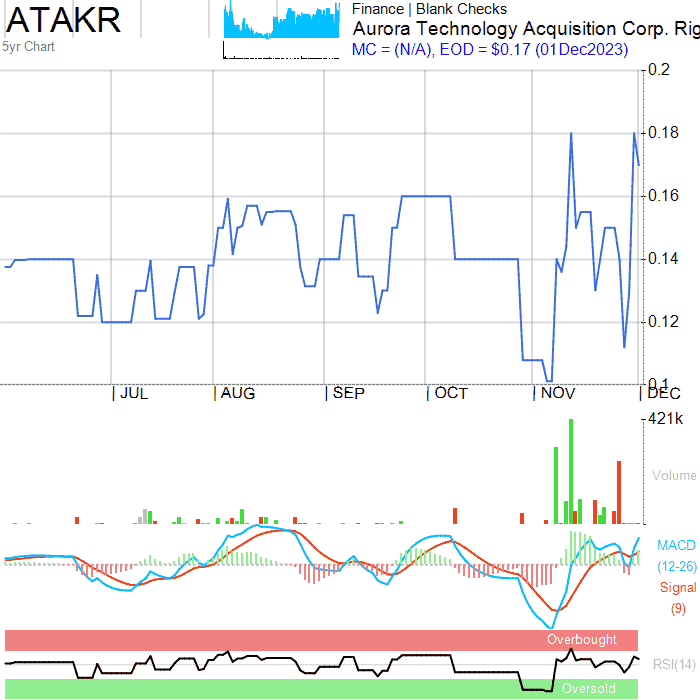 ATAKR
5yr Chart
Finance | Blank Checks
Aurora Technology Acquisition Corp. Rig
MC = (N/A), EOD = $0.17 (01Dec2023)
0.2
0.18
0.16
0.14
0.12
0.1
JUL
AUG
SEP
OCT
NOV
DEC
421k
Volume
MACD
(12-26)
Signal
(9)
Overbought
RSI(14)
Oversold